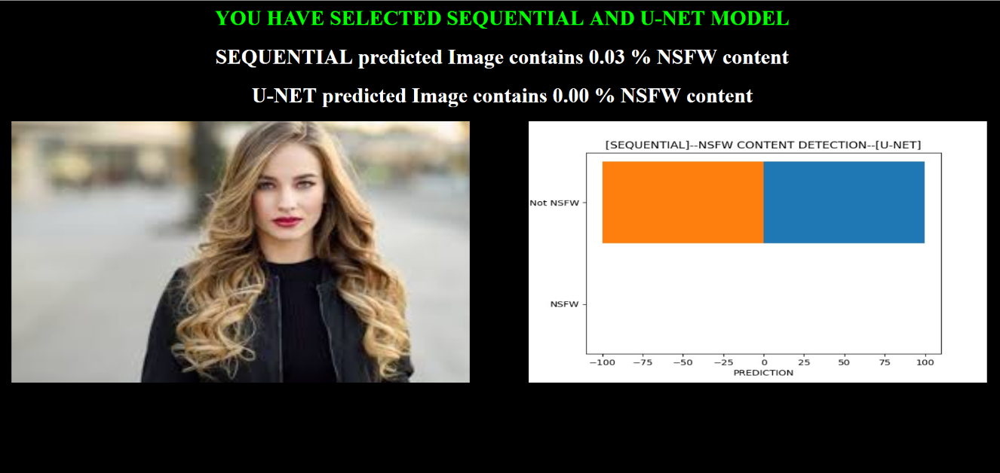 YOU HAVE SELECTED SEQUENTIAL AND U-NET MODEL
SEQUENTIAL predicted Image contains 0.03 % NSFW content
U-NET predicted Image contains 0.00 % NSFW content
[SEQUENTIAL]--NSFW CONTENT DETECTION--[U-NET]
Not NSFW
NSFW
−100 −75 −50 −25 0 25 50 75 100
PREDICTION